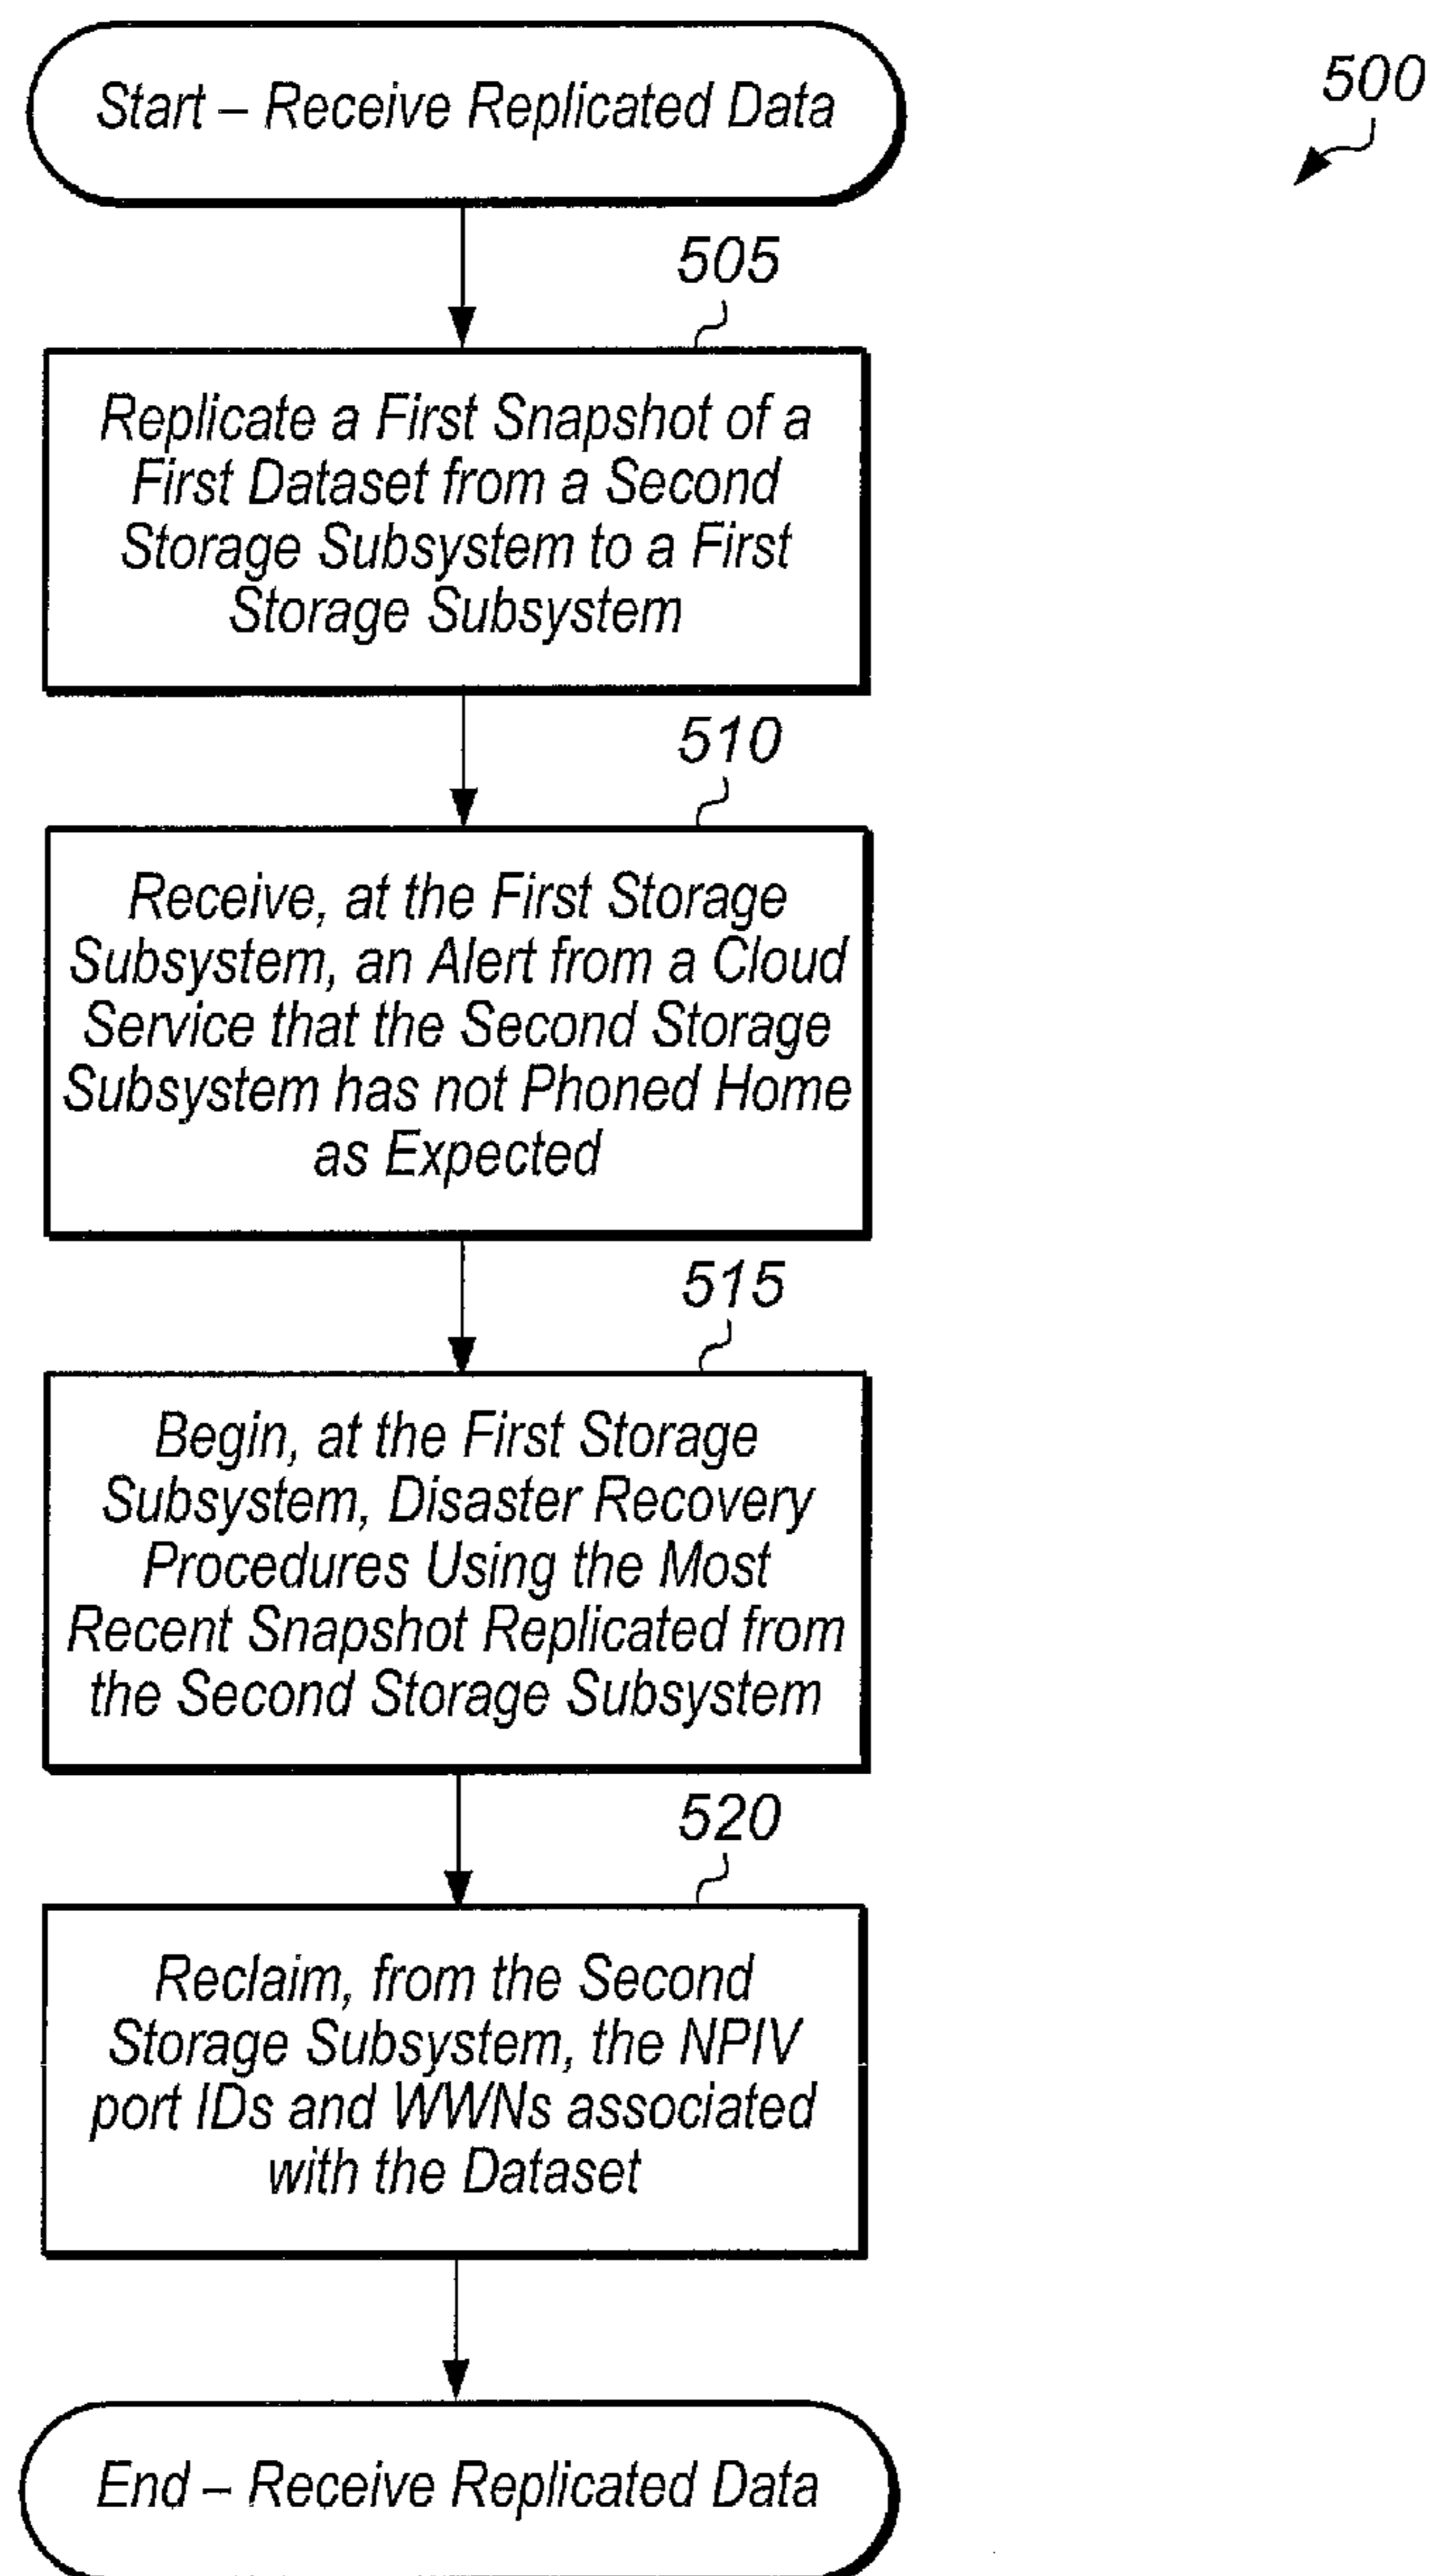 Start – Receive Replicated Data
500
505
Replicate a First Snapshot of a
First Dataset from a Second
Storage Subsystem to a First
Storage Subsystem
510
Receive, at the First Storage
Subsystem, an Alert from a Cloud
Service that the Second Storage
Subsystem has not Phoned Home
as Expected
515
Begin, at the First Storage
Subsystem, Disaster Recovery
Procedures Using the Most
Recent Snapshot Replicated from
the Second Storage Subsystem
520
Reclaim, from the Second
Storage Subsystem, the NPIV
port IDs and WWNs associated
with the Dataset
End – Receive Replicated Data